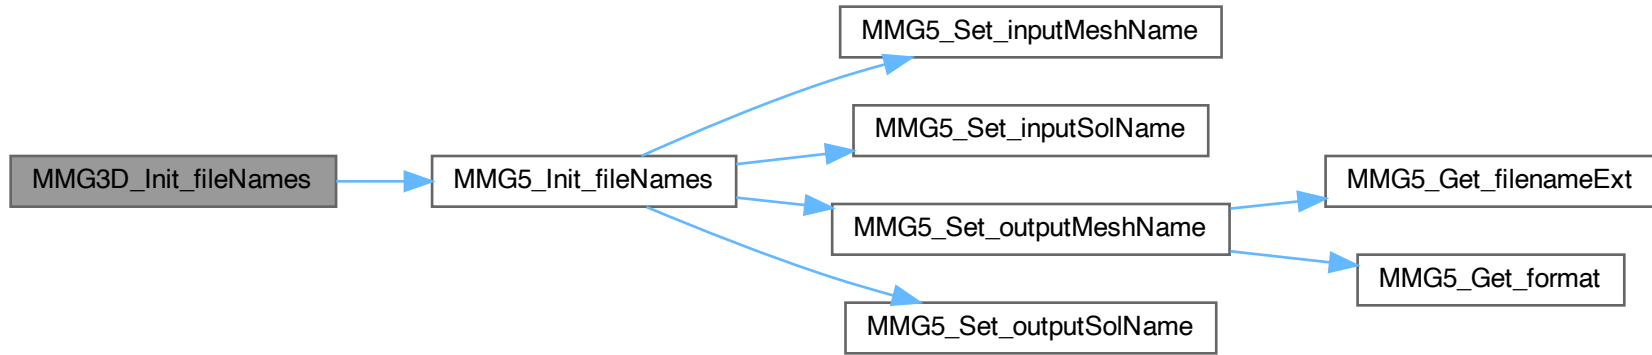 MMG3D_Init_fileNames
MMG5_Init_fileNames
MMG5_Set_inputMeshName
MMG5_Set_inputSolName
MMG5_Set_outputMeshName
MMG5_Set_outputSolName
MMG5_Get_filenameExt
MMG5_Get_format